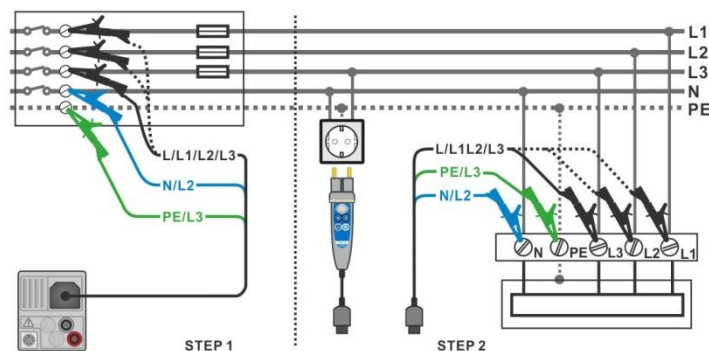 L1
L2
L3
N
PE
L/L1/L2/L3
N/L2
PE/L3
L/L1L2/L3
PE/L3
N/L2
N PE L3 L2 L1
STEP 1
STEP 2